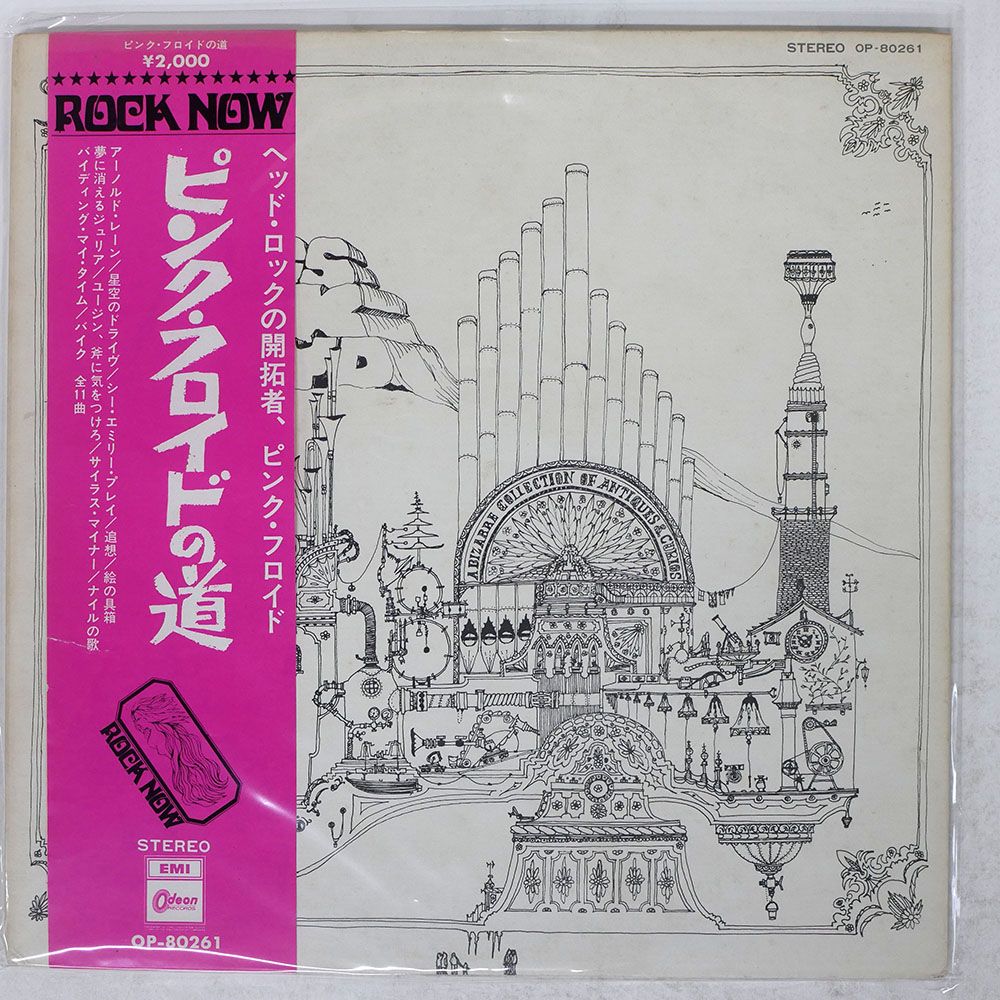 ピンク・フロイドの道
¥2,000
ROCK NOW
ヘッド・ロックの開拓者、ピンク・フロイド
ピンク・フロイドの道
アーノルド・レーン/星空のドライヴ/シー・エミリー・プレイ/追想/絵の具箱
夢に消えるジュリア/ユージン、斧に気をつけろ/サイラス・マイナー/ナイルの歌
バイディング・マイ・タイム/バイク 全11曲
ROCK NOW
STEREO
EMI
Odeon
RECORDS
OP-80261
STEREO OP-80261
A BIZARRE COLLECTION OF ANTIQUES & CURIOS